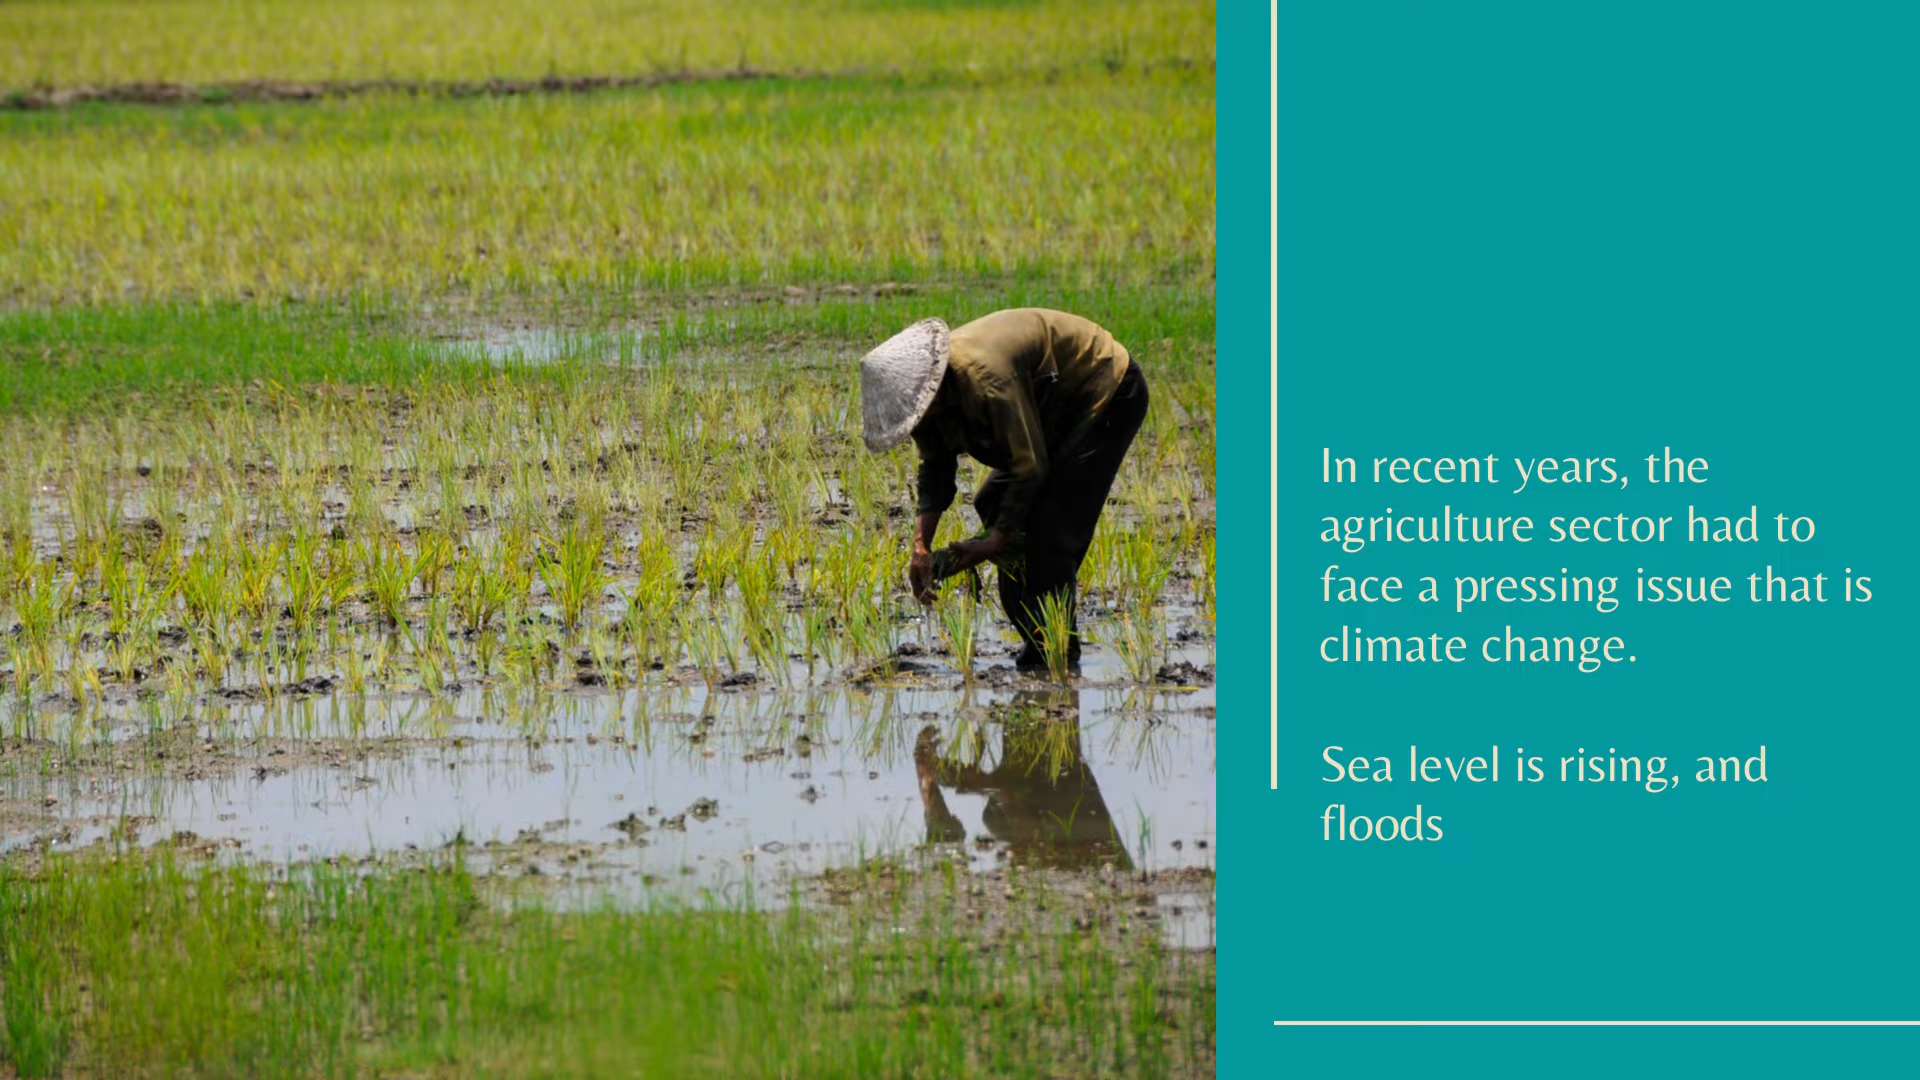 In recent years, the
agriculture sector had to
face a pressing issue that is
climate change.
Sea level is rising, and
floods